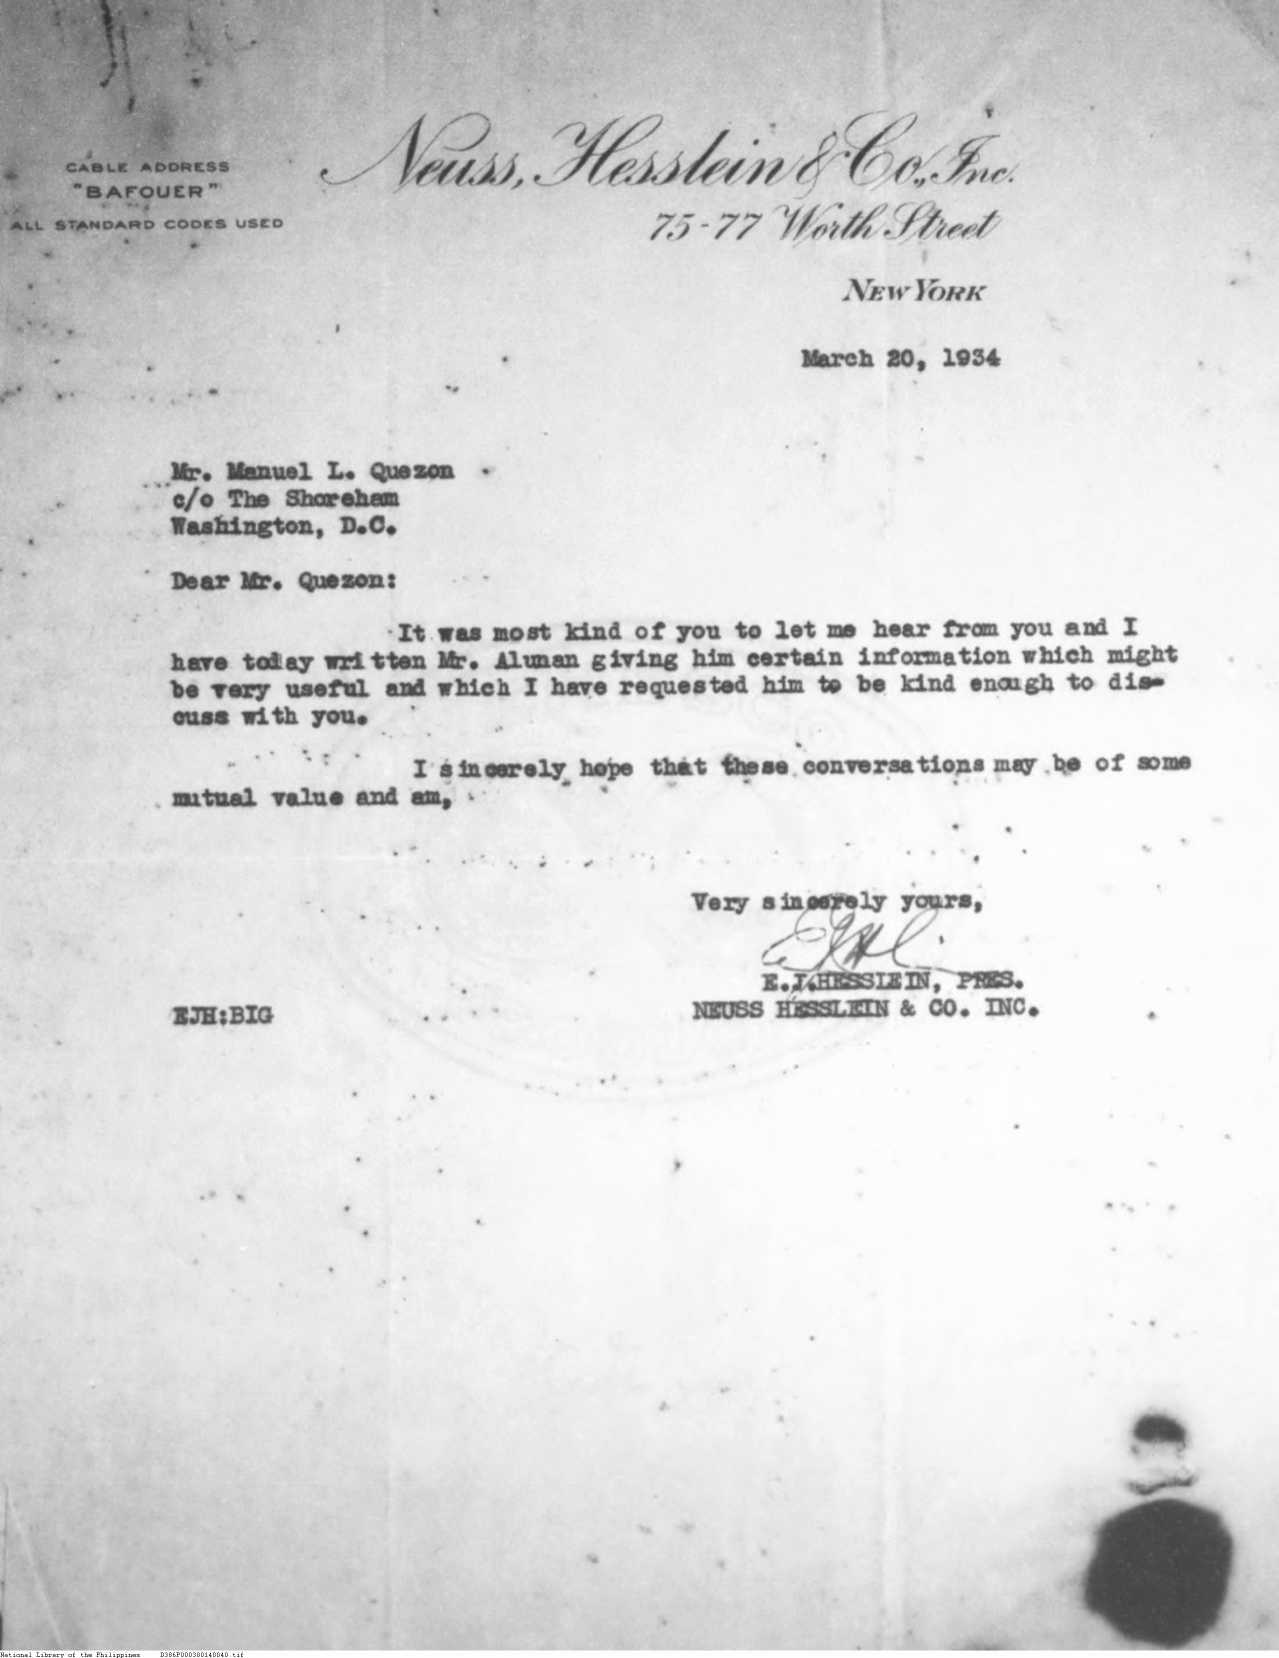 CABLE ADDRESS
"BAFOUER"
ALL STANDARD CODES USED
Neuss, Hesslein & Co., Inc.
75-77 Worth Street
NEW YORK
March 20, 1934
Mr. Manuel L. Quezon
c/o The Shoreham
Washington, D.C.
Dear Mr. Quezon:
It was most kind of you to let me hear from you and I
have today written Mr. Alunan giving him certain information which might
be very useful and which I have requested him to be kind enough to dis-
cuss with you.
I sincerely hope that these conversations may be of some
mutual value and am,
Very sincerely yours,
E.J.HESSLEIN, PRES.
NEUSS HESSLEIN & CO. INC.
EJH:BIG
National Library of the Philippines D386P000380140040.tif